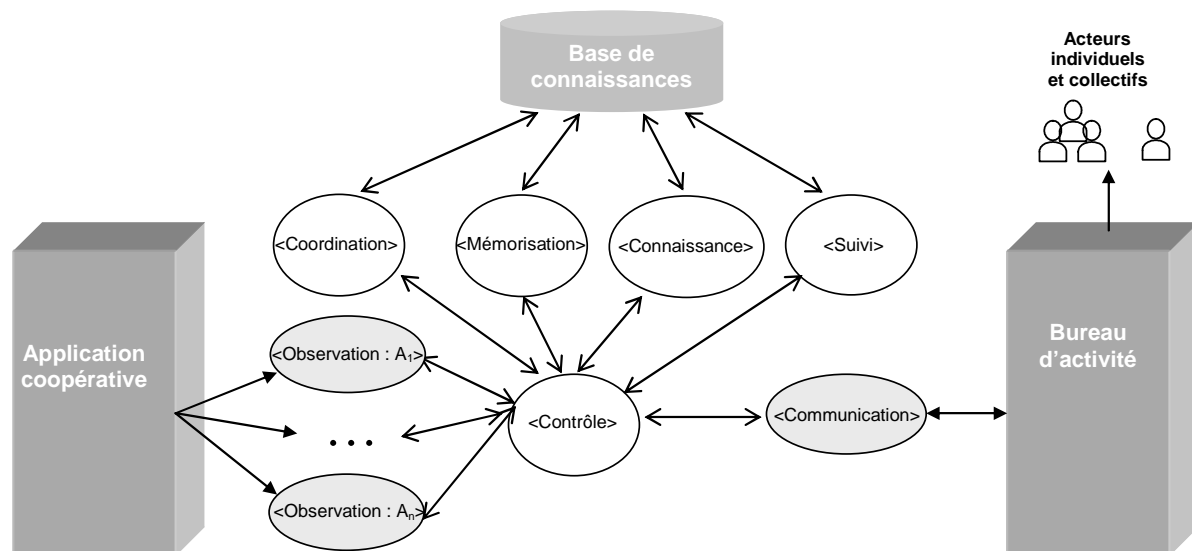 Base de
connaissances
Acteurs
individuels
et collectifs
<Coordination>
<Mémorisation>
<Connaissance>
<Suivi>
Application
coopérative
<Observation : A1>
<Contrôle>
<Communication>
Bureau
d'activité
• • •
<Observation : An>